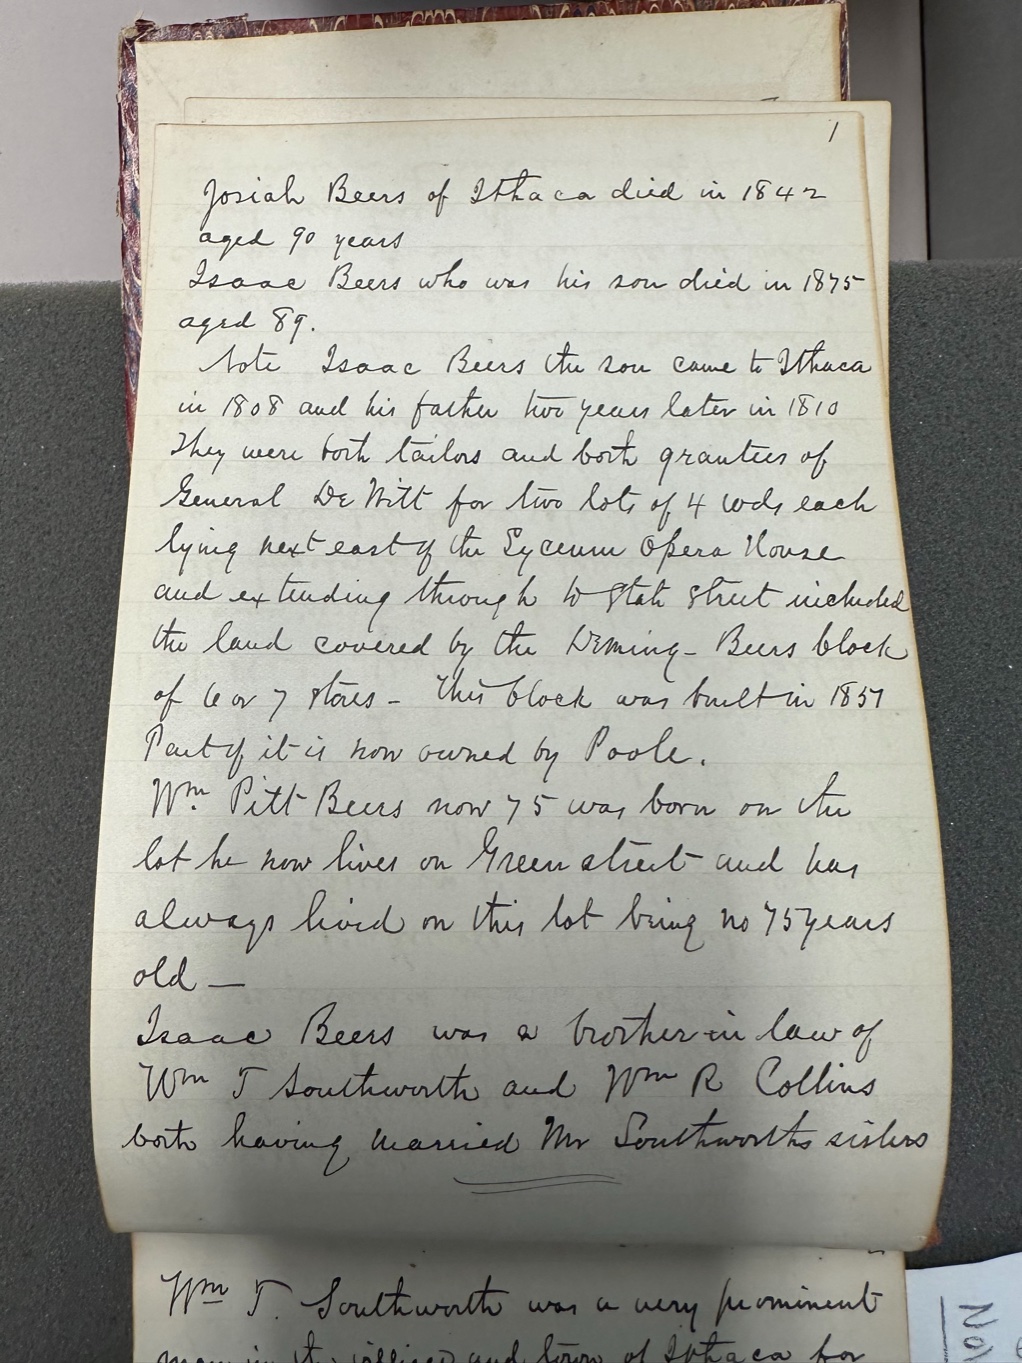 1
Josiah Beers of Ithaca died in 1842
aged 90 years
Isaac Beers who was his son died in 1875
aged 89.
Note Isaac Beers the son came to Ithaca
in 1808 and his father two years later in 1810
They were both tailors and both grantees of
General De Witt for two lots of 4 rods each
lying next east of the Lyceum Opera House
and extending through to State Street included
the land covered by the Deming - Beers block
of 6 or 7 stores - This block was built in 1851
Part of it is now owned by Poole.
Wm. Pitt Beers now 75 was born on the
lot he now lives on Green street and has
always lived on this lot being no 75 years
old —
Isaac Beers was a brother-in law of
Wm T Southworth and Wm R Collins
both having married Mr Southworths sisters
Wm T. Southworth was a very prominent
man in the village and town of Ithaca for